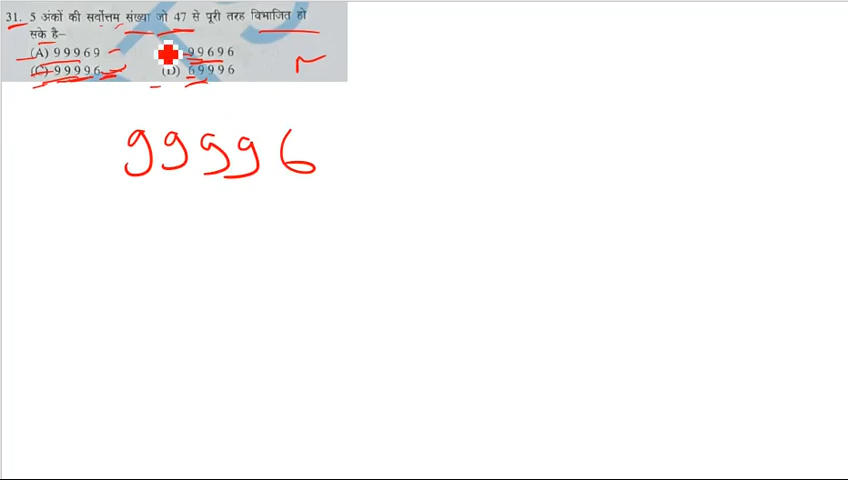 31. 5 अंकों की सर्वोत्तम संख्या जो 47 से पूरी तरह विभाजित हो
सके है–
(A) 99969 99696
(C) 99996 (D) 69996
99996